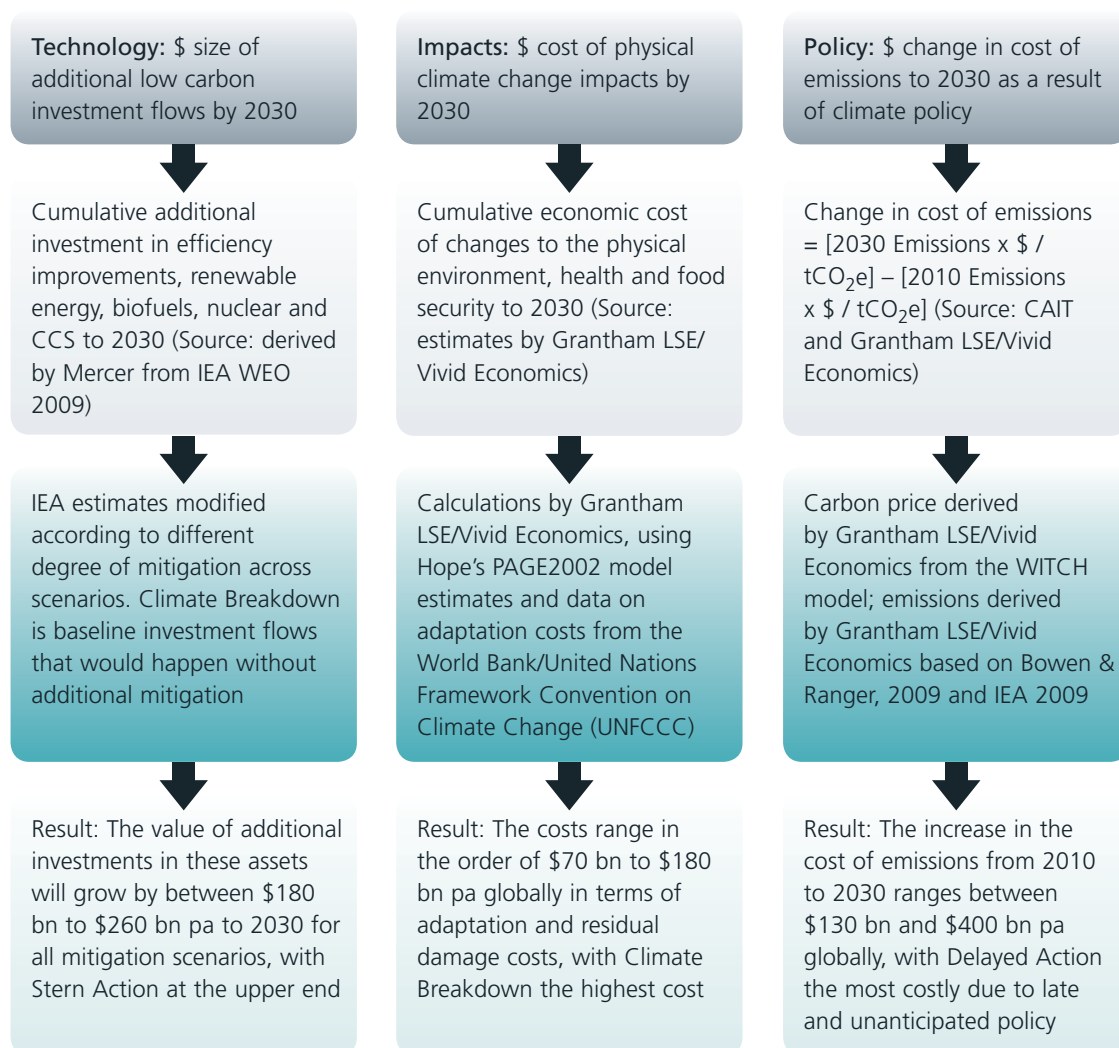 Technology: $ size of
additional low carbon
investment flows by 2030
Cumulative additional
investment in efficiency
improvements, renewable
energy, biofuels, nuclear and
CCS to 2030 (Source: derived
by Mercer from IEA WEO
2009)
IEA estimates modified
according to different
degree of mitigation across
scenarios. Climate Breakdown
is baseline investment flows
that would happen without
additional mitigation
Result: The value of additional
investments in these assets
will grow by between $180
bn to $260 bn pa to 2030 for
all mitigation scenarios, with
Stern Action at the upper end
Impacts: $ cost of physical
climate change impacts by
2030
Cumulative economic cost
of changes to the physical
environment, health and food
security to 2030 (Source:
estimates by Grantham LSE/
Vivid Economics)
Calculations by Grantham
LSE/Vivid Economics, using
Hope's PAGE2002 model
estimates and data on
adaptation costs from the
World Bank/United Nations
Framework Convention on
Climate Change (UNFCCC)
Result: The costs range in
the order of $70 bn to $180
bn pa globally in terms of
adaptation and residual
damage costs, with Climate
Breakdown the highest cost
Policy: $ change in cost of
emissions to 2030 as a result
of climate policy
Change in cost of emissions
= [2030 Emissions x $ /
tCO₂e] – [2010 Emissions
x $ / tCO₂e] (Source: CAIT
and Grantham LSE/Vivid
Economics)
Carbon price derived
by Grantham LSE/Vivid
Economics from the WITCH
model; emissions derived
by Grantham LSE/Vivid
Economics based on Bowen &
Ranger, 2009 and IEA 2009
Result: The increase in the
cost of emissions from 2010
to 2030 ranges between
$130 bn and $400 bn pa
globally, with Delayed Action
the most costly due to late
and unanticipated policy